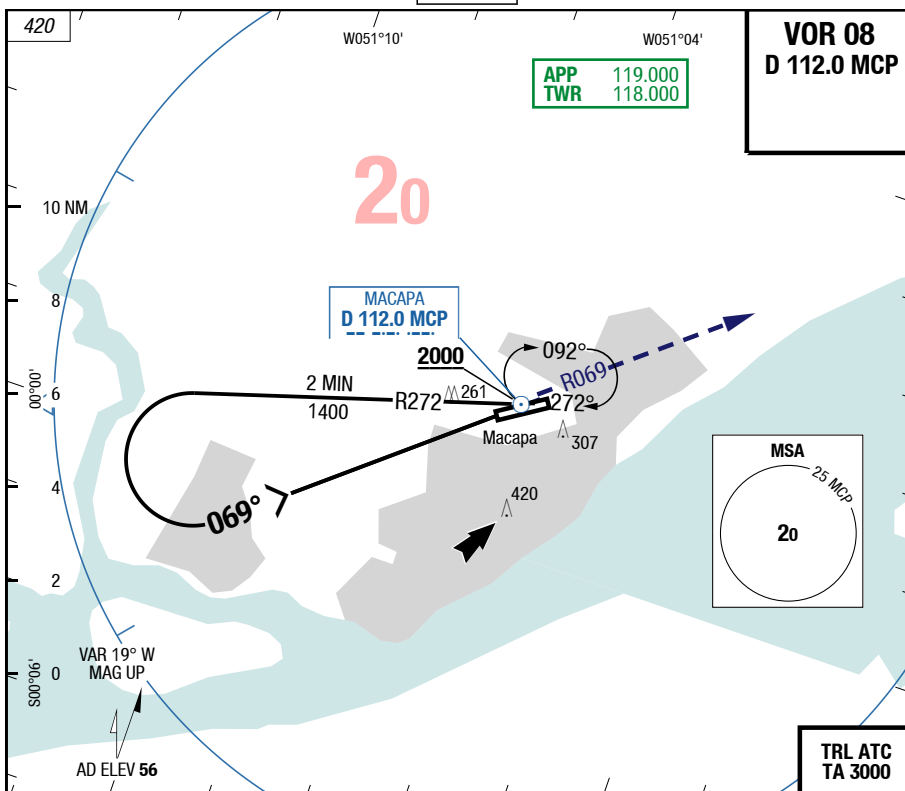 420
W051°10'
W051°04'
VOR 08
D 112.0 MCP
APP 119.000
TWR 118.000
20
10 NM
8
6
4
2
0
00°00'
S00°06'
MACAPA
D 112.0 MCP
2000
092°
R069
2 MIN
1400
R272
261
272°
Macapa
307
420
069°
MSA
25 MCP
20
VAR 19° W
MAG UP
AD ELEV 56
TRL ATC
TA 3000